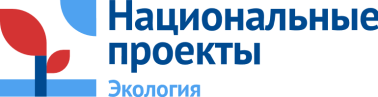 Национальные
проекты
Экология